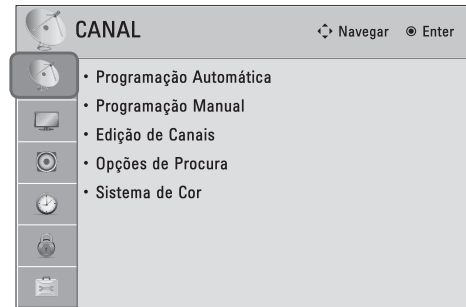 CANAL
Navegar Enter
• Programação Automática
• Programação Manual
• Edição de Canais
• Opções de Procura
• Sistema de Cor